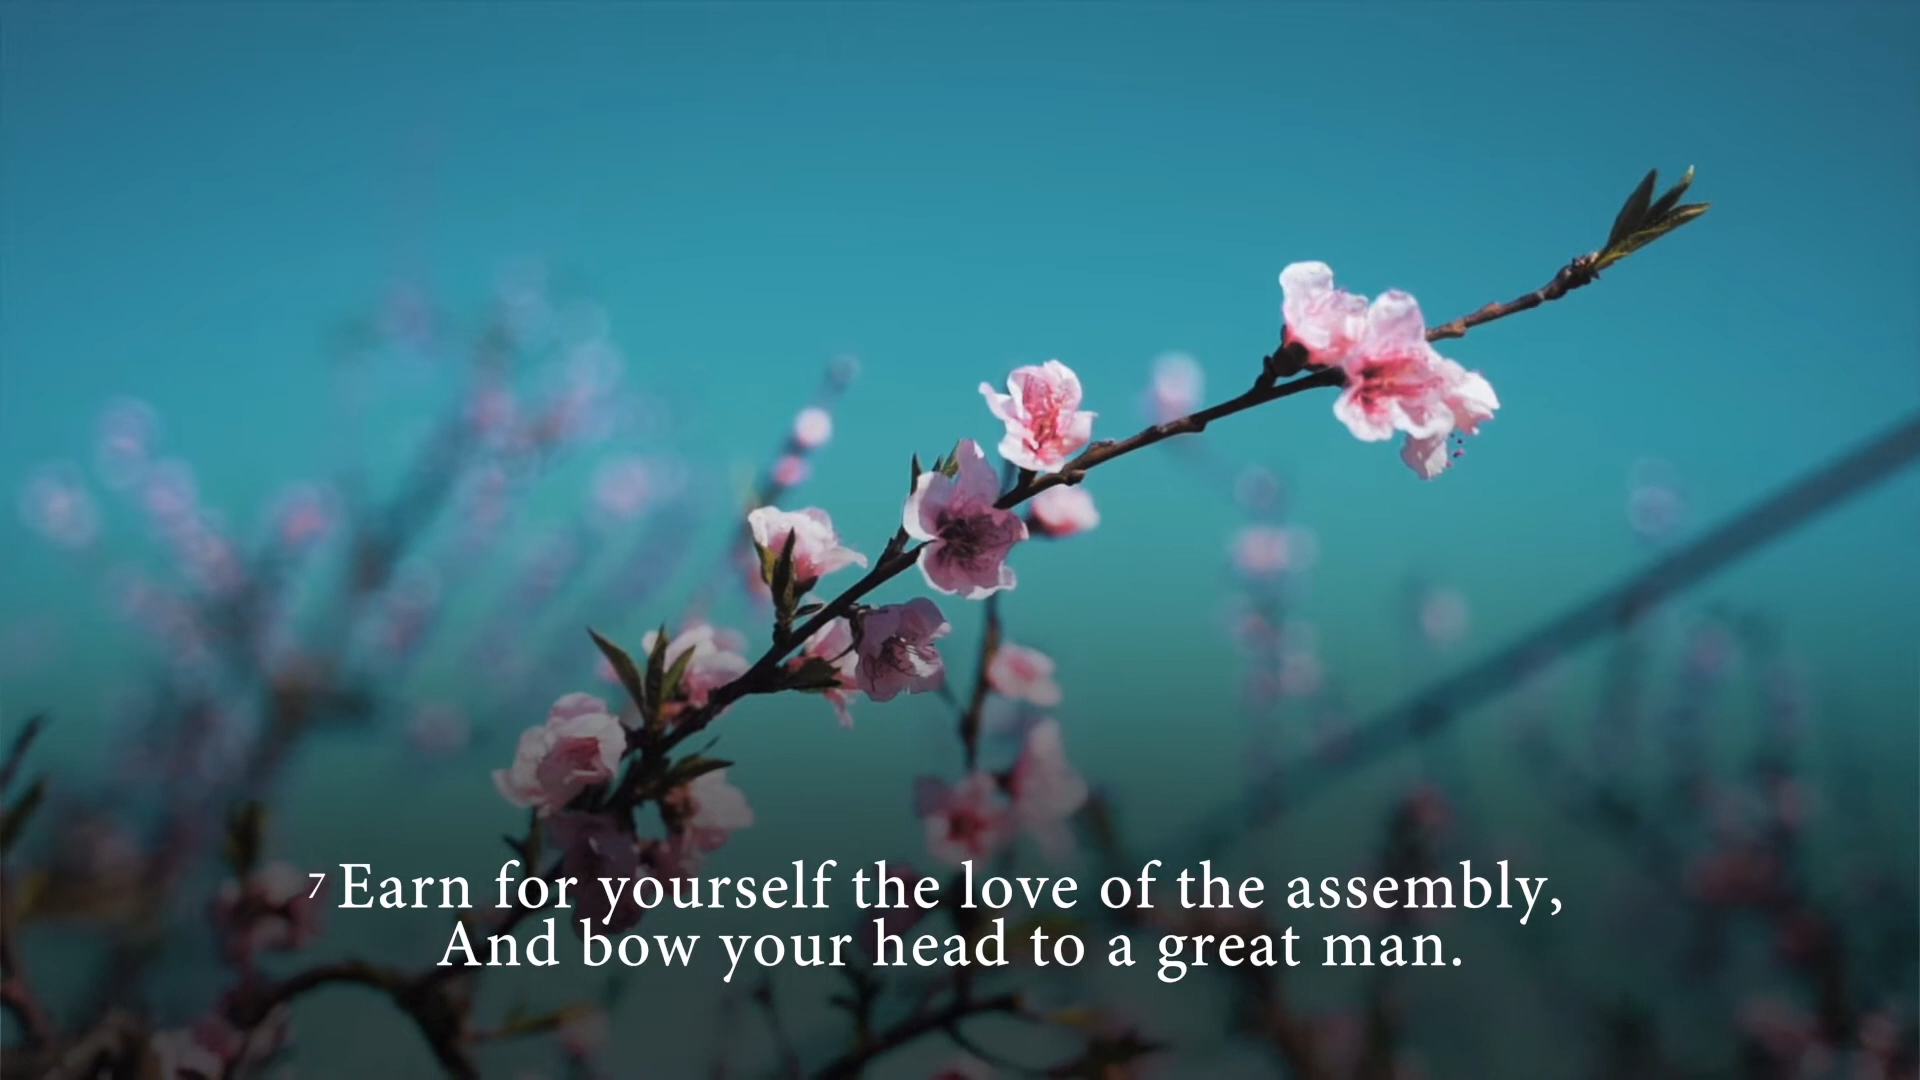 7 Earn for yourself the love of the assembly,
And bow your head to a great man.